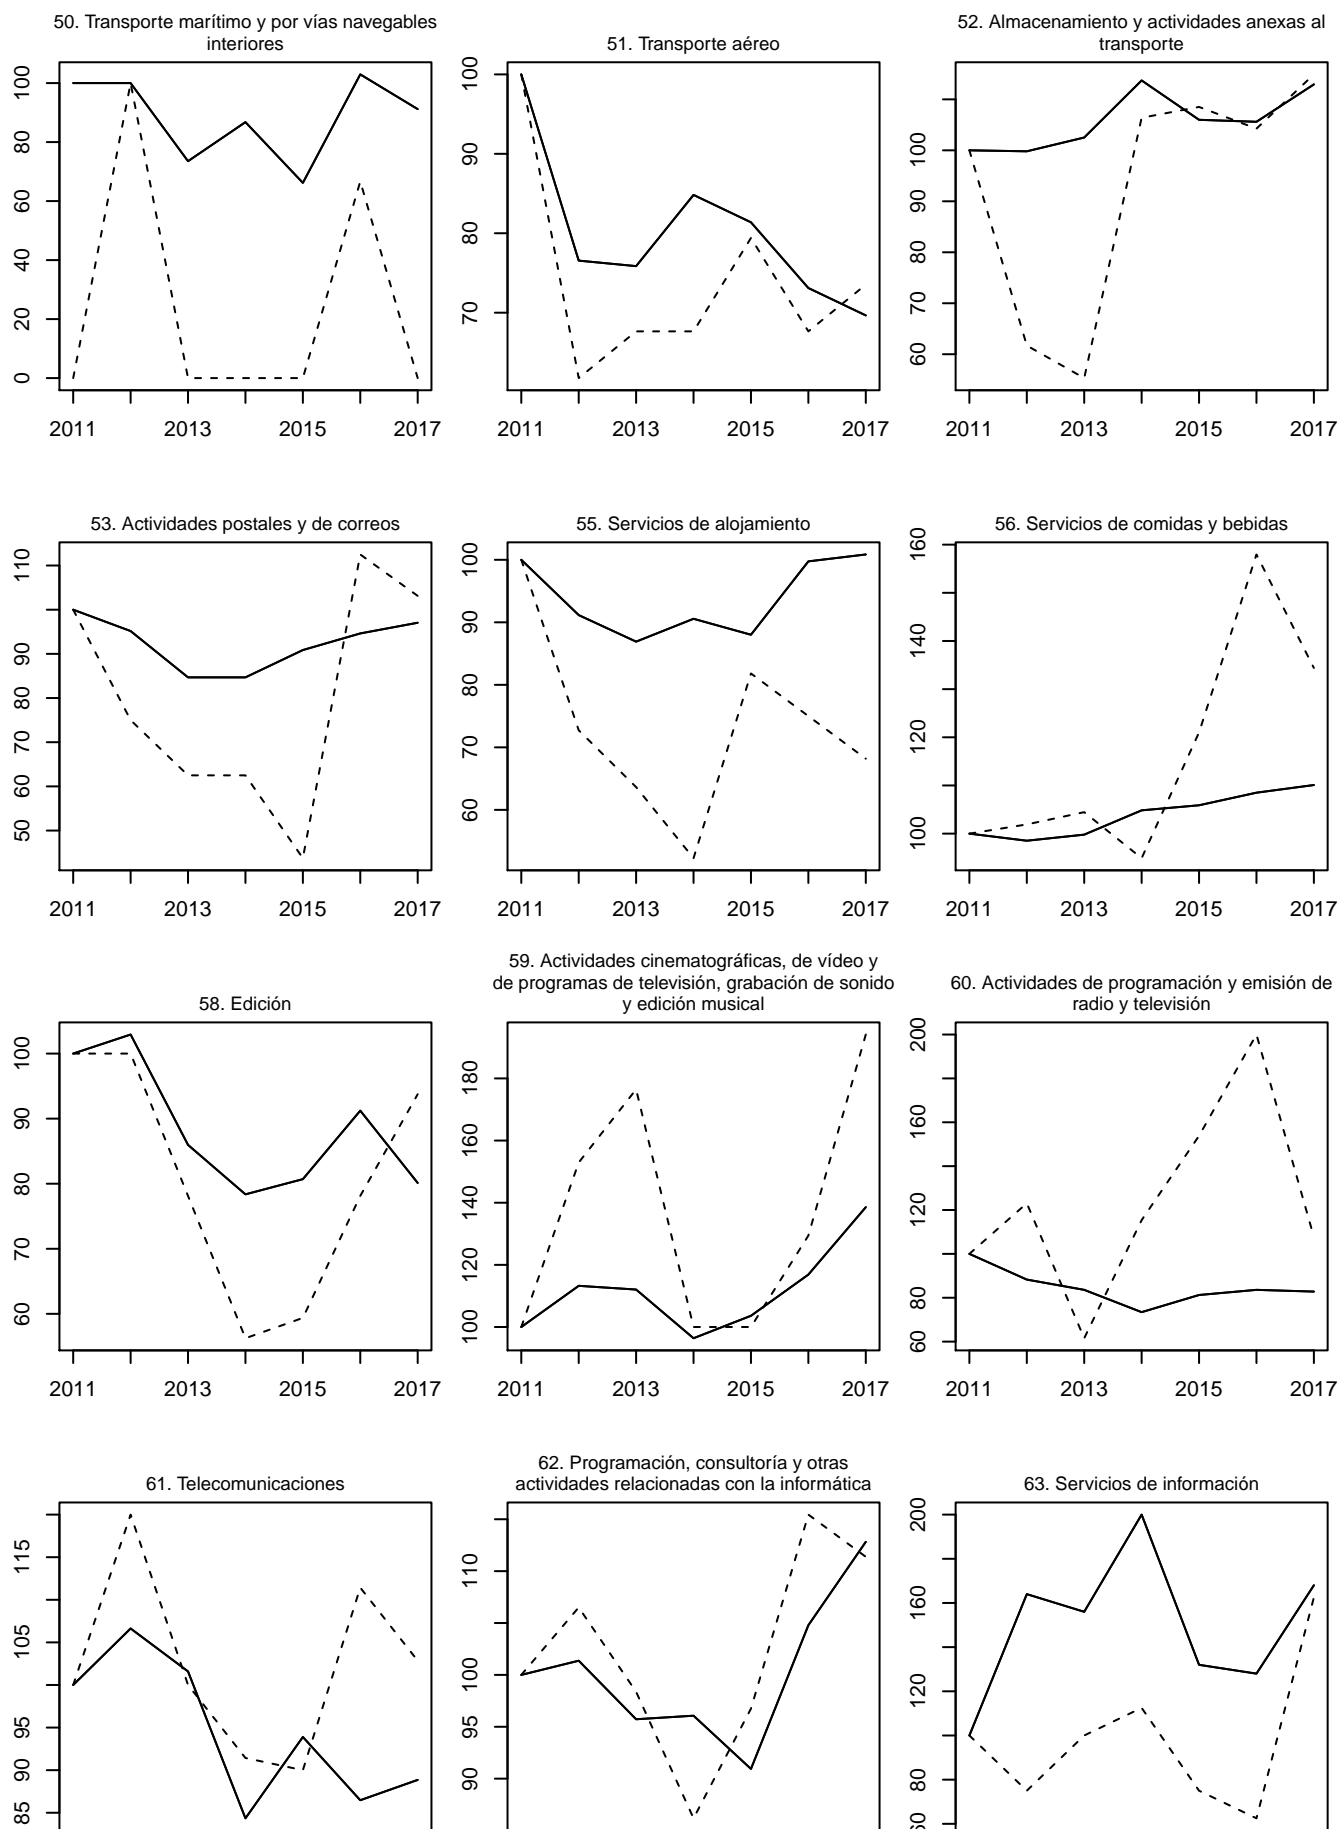 50. Transporte marítimo y por vías navegables
interiores
0 20 40 60 80 100
2011 2013 2015 2017
51. Transporte aéreo
70 80 90 100
2011 2013 2015 2017
52. Almacenamiento y actividades anexas al
transporte
60 70 80 90 100
2011 2013 2015 2017
53. Actividades postales y de correos
50 60 70 80 90 110
2011 2013 2015 2017
55. Servicios de alojamiento
60 70 80 90 100
2011 2013 2015 2017
56. Servicios de comidas y bebidas
100 120 140 160
2011 2013 2015 2017
58. Edición
60 70 80 90 100
2011 2013 2015 2017
59. Actividades cinematográficas, de vídeo y
de programas de televisión, grabación de sonido
y edición musical
100 120 140 160 180
2011 2013 2015 2017
60. Actividades de programación y emisión de
radio y televisión
60 80 120 160 200
2011 2013 2015 2017
61. Telecomunicaciones
85 90 95 105 115
62. Programación, consultoría y otras
actividades relacionadas con la informática
90 95 100 110
63. Servicios de información
60 80 120 160 200